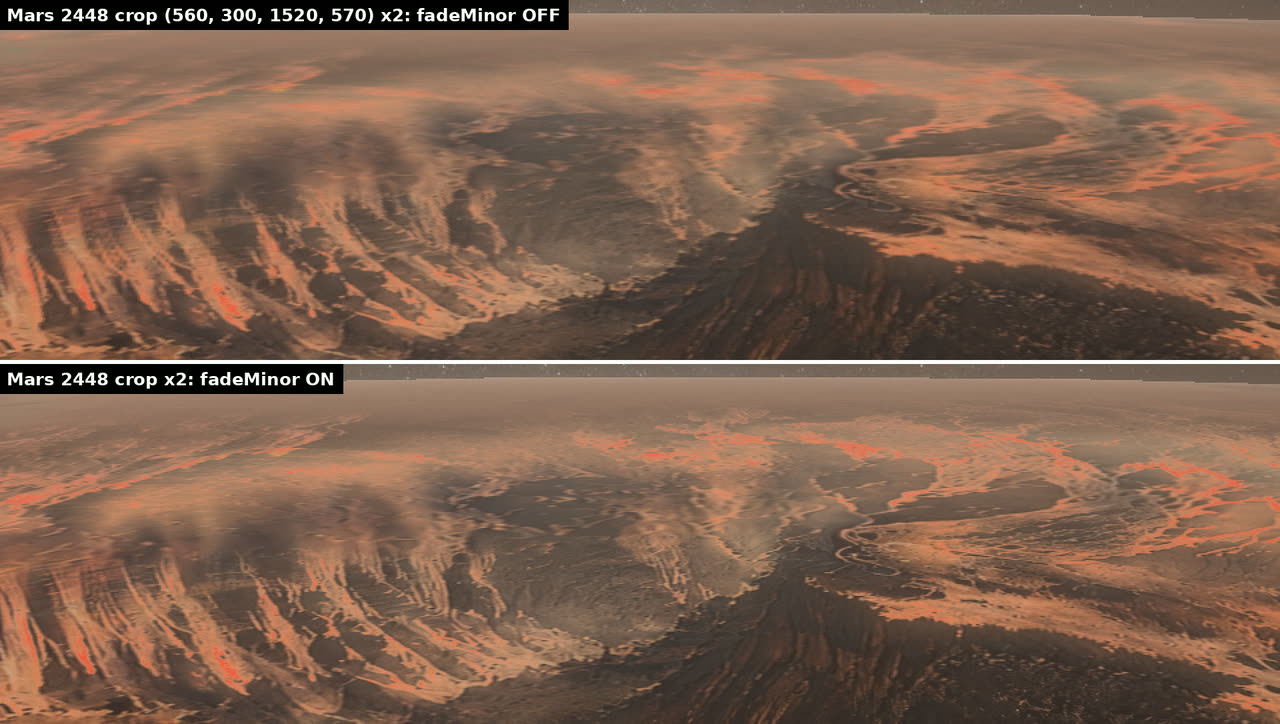 Mars 2448 crop (560, 300, 1520, 570) x2: fadeMinor OFF
Mars 2448 crop x2: fadeMinor ON